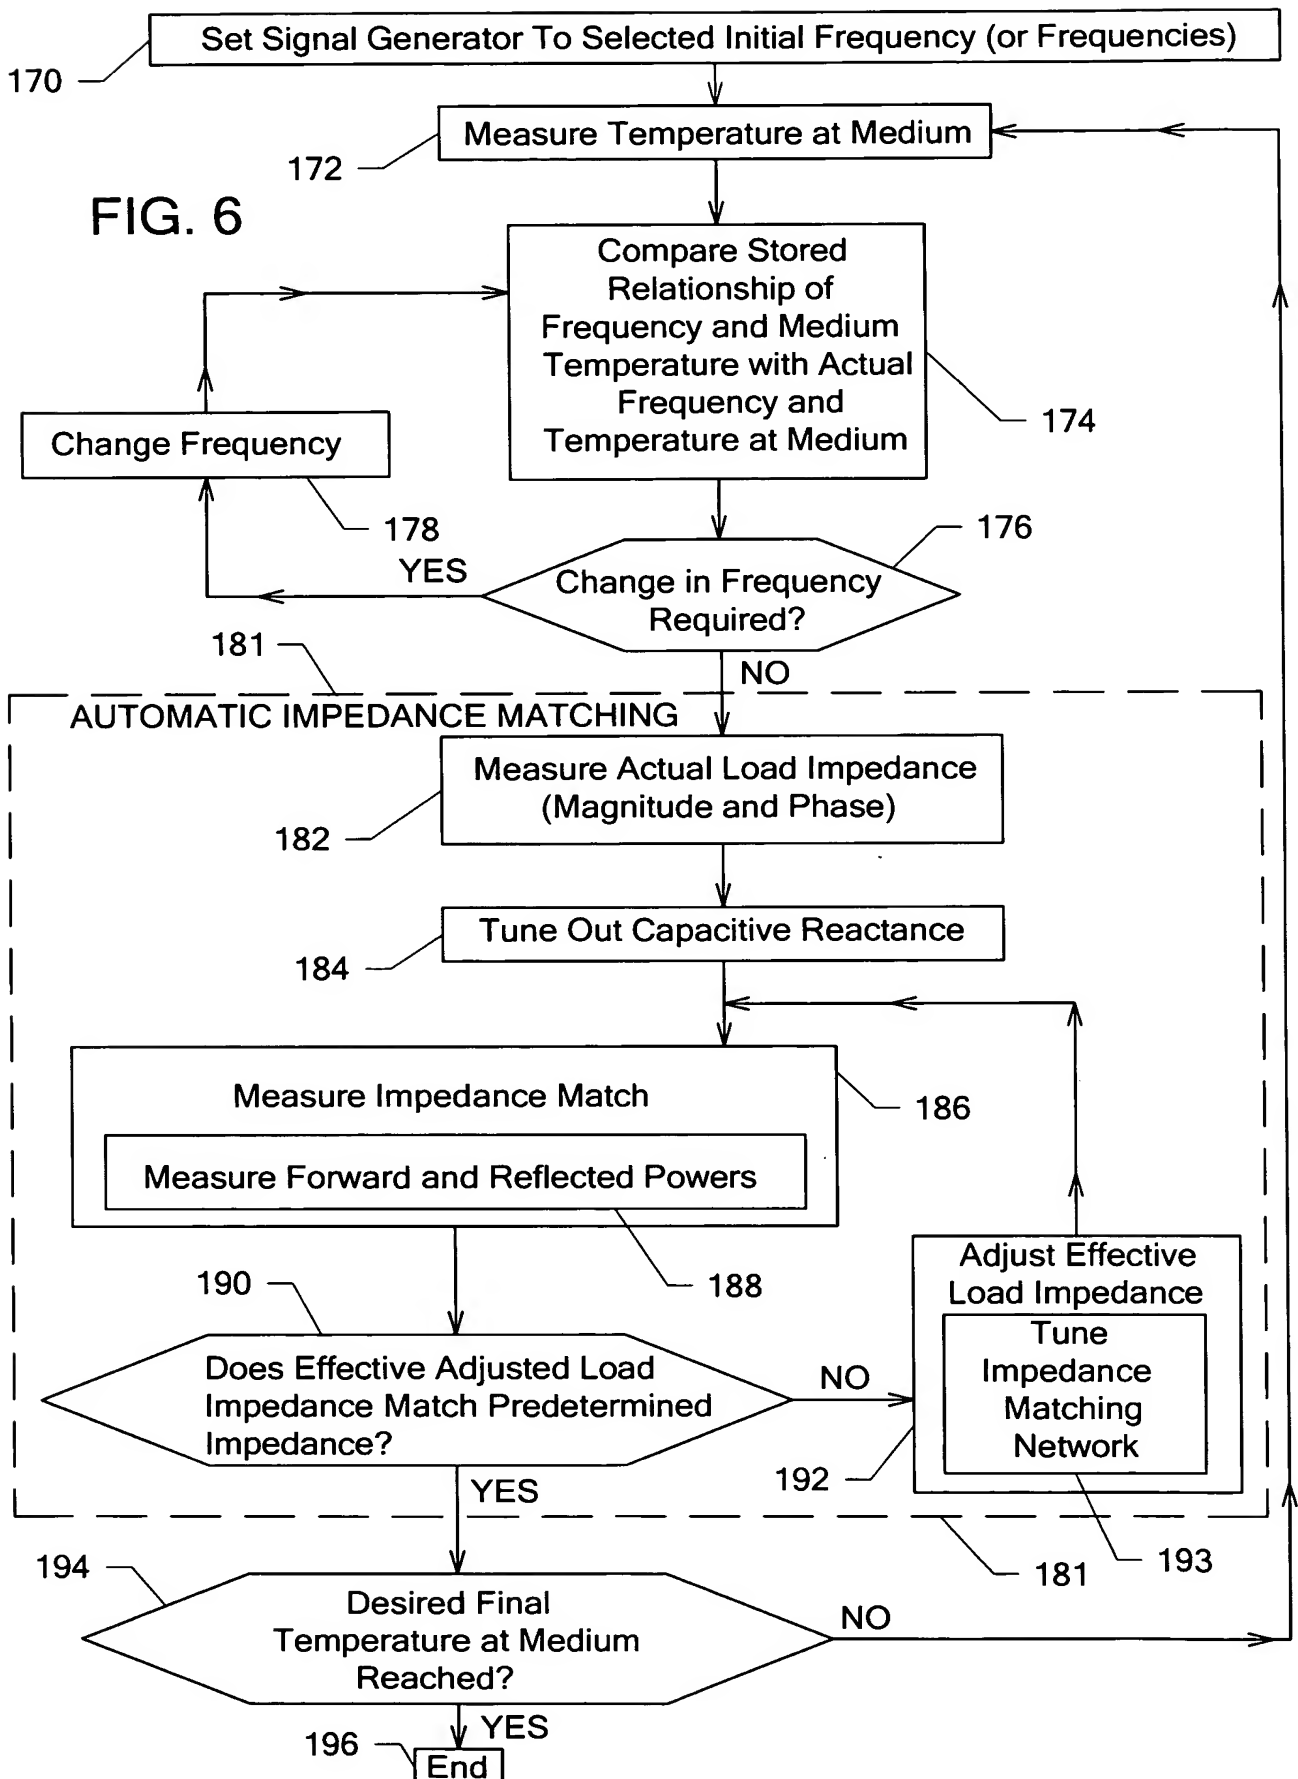 Set Signal Generator To Selected Initial Frequency (or Frequencies)
170
Measure Temperature at Medium
172
FIG. 6
Compare Stored
Relationship of
Frequency and Medium
Temperature with Actual
Frequency and
Temperature at Medium
174
Change Frequency
178
176
YES
Change in Frequency
Required?
181
NO
AUTOMATIC IMPEDANCE MATCHING
Measure Actual Load Impedance
(Magnitude and Phase)
182
Tune Out Capacitive Reactance
184
Measure Impedance Match
186
Measure Forward and Reflected Powers
188
190
Adjust Effective
Load Impedance
Tune
Impedance
Matching
Network
Does Effective Adjusted Load
Impedance Match Predetermined
Impedance?
NO
192
YES
193
181
194
Desired Final
Temperature at Medium
Reached?
NO
YES
196
End